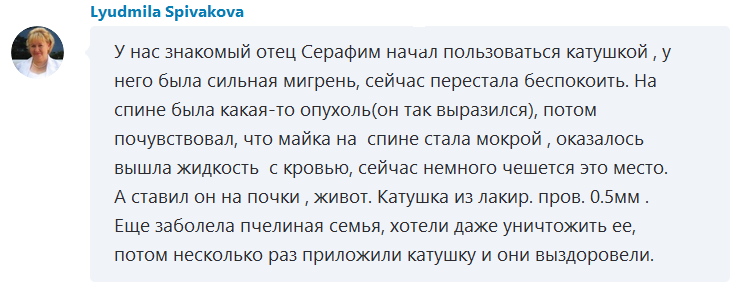 Lyudmila Spivakova
У нас знакомый отец Серафим начал пользоваться катушкой , у
него была сильная мигрень, сейчас перестала беспокоить. На
спине была какая-то опухоль(он так выразился), потом
почувствовал, что майка на  спине стала мокрой , оказалось
вышла жидкость  с кровью, сейчас немного чешется это место.
А ставил он на почки , живот. Катушка из лакир. пров. 0.5мм .
Еще заболела пчелиная семья, хотели даже уничтожить ее,
потом несколько раз приложили катушку и они выздоровели.